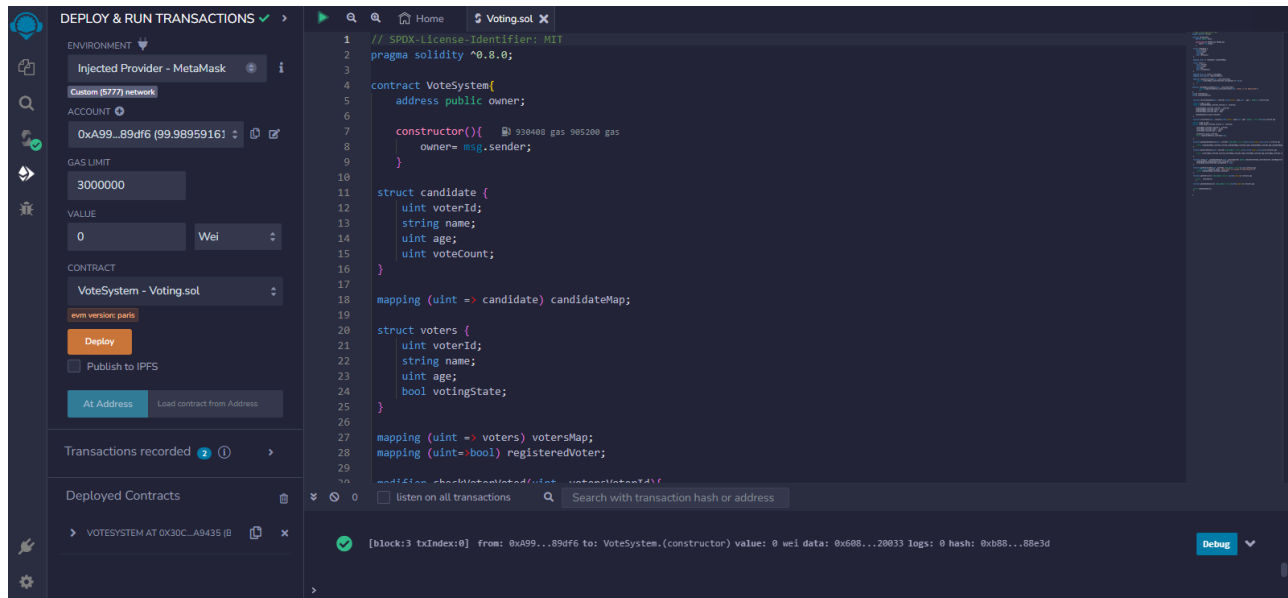 DEPLOY & RUN TRANSACTIONS
ENVIRONMENT
Injected Provider - MetaMask
Custom (5777) network
ACCOUNT
0xA99...89df6 (99.98959161
GAS LIMIT
3000000
VALUE
0 Wei
CONTRACT
VoteSystem - Voting.sol
evm version: paris
Deploy
Publish to IPFS
At Address Load contract from Address
Transactions recorded 2
Deployed Contracts
VOTESYSTEM AT 0X30C...A9435 (B
Home Voting.sol
1 // SPDX-License-Identifier: MIT
2 pragma solidity ^0.8.0;
3
4 contract VoteSystem{
5 address public owner;
6
7 constructor(){ 930408 gas 905200 gas
8 owner= msg.sender;
9 }
10
11 struct candidate {
12 uint voterId;
13 string name;
14 uint age;
15 uint voteCount;
16 }
17
18 mapping (uint => candidate) candidateMap;
19
20 struct voters {
21 uint voterId;
22 string name;
23 uint age;
24 bool votingState;
25 }
26
27 mapping (uint => voters) votersMap;
28 mapping (uint=>bool) registeredVoter;
29
30 modifier checkVoterVoted(uint _votersVoterId){
0 listen on all transactions Search with transaction hash or address
[block:3 txIndex:0] from: 0xA99...89df6 to: VoteSystem.(constructor) value: 0 wei data: 0x608...20033 logs: 0 hash: 0xb88...88e3d
Debug
>